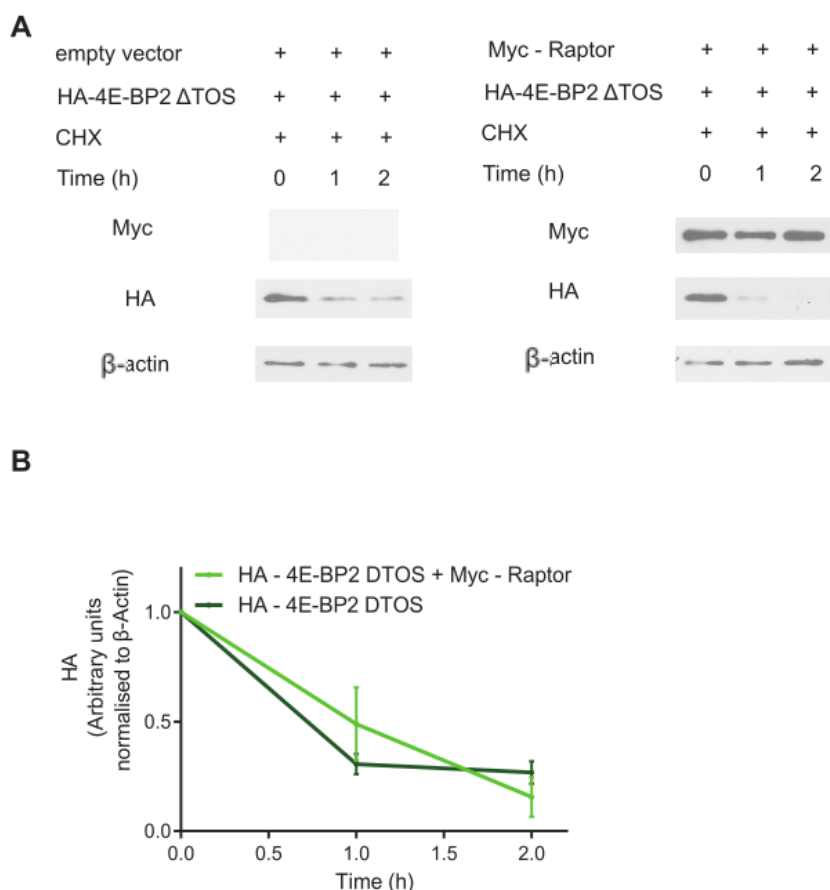 A
empty vector + + +
HA-4E-BP2 ΔTOS + + +
CHX + + +
Time (h) 0 1 2
Myc
HA
β-actin
Myc - Raptor + + +
HA-4E-BP2 ΔTOS + + +
CHX + + +
Time (h) 0 1 2
Myc
HA
β-actin
B
HA - 4E-BP2 DTOS + Myc - Raptor
HA - 4E-BP2 DTOS
HA
(Arbitrary units
normalised to β-Actin)
1.0
0.5
0.0
0.0 0.5 1.0 1.5 2.0
Time (h)